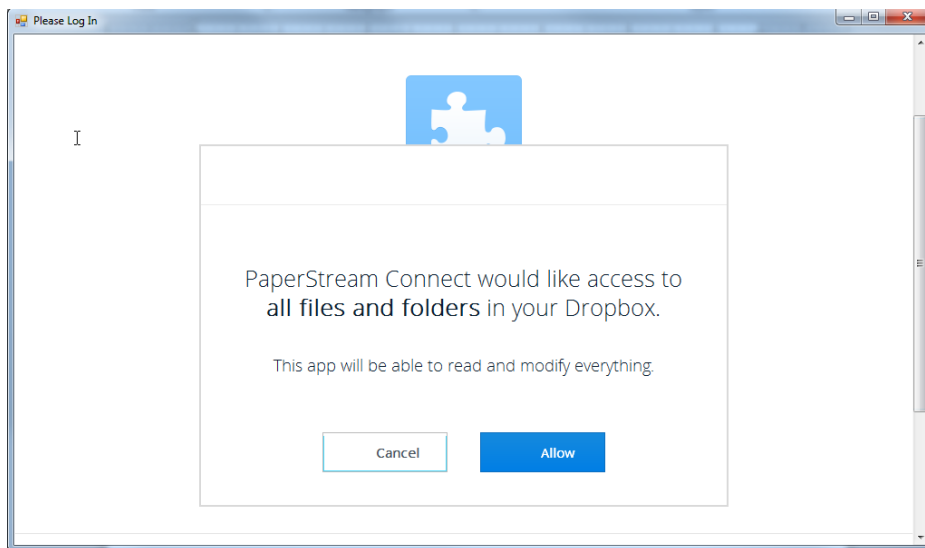 Please Log In
PaperStream Connect would like access to
all files and folders in your Dropbox.
This app will be able to read and modify everything.
Cancel
Allow